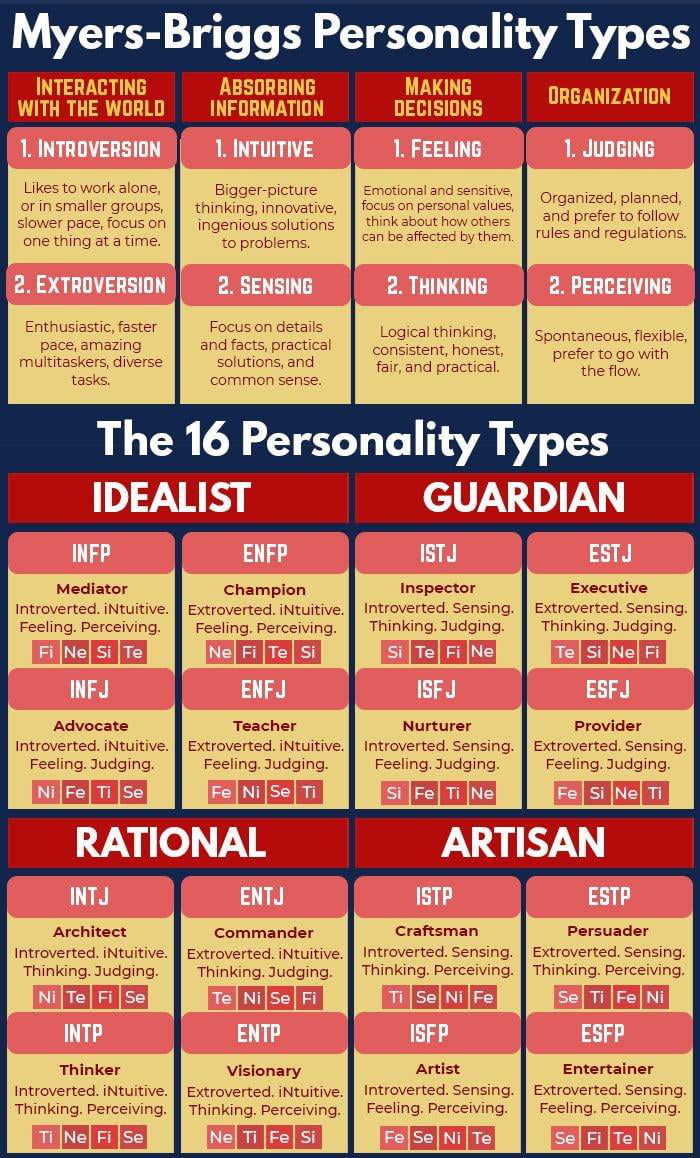 Myers-Briggs Personality Types
INTERACTING
WITH THE WORLD
1. INTROVERSION
Likes to work alone,
or in smaller groups,
slower pace, focus on
one thing at a time.
2. EXTROVERSION
Enthusiastic, faster
pace, amazing
multitaskers, diverse
tasks.
ABSORBING
INFORMATION
1. INTUITIVE
Bigger-picture
thinking, innovative,
ingenious solutions
to problems.
2. SENSING
Focus on details
and facts, practical
solutions, and
common sense.
MAKING
DECISIONS
1. FEELING
Emotional and sensitive,
focus on personal values,
think about how others
can be affected by them.
2. THINKING
Logical thinking,
consistent, honest,
fair, and practical.
ORGANIZATION
1. JUDGING
Organized, planned,
and prefer to follow
rules and regulations.
2. PERCEIVING
Spontaneous, flexible,
prefer to go with
the flow.
The 16 Personality Types
IDEALIST
INFP
Mediator
Introverted. iNtuitive.
Feeling. Perceiving.
Fi Ne Si Te
ENFP
Champion
Extroverted. iNtuitive.
Feeling. Perceiving.
Ne Fi Te Si
INFJ
Advocate
Introverted. iNtuitive.
Feeling. Judging.
Ni Fe Ti Se
ENFJ
Teacher
Extroverted. iNtuitive.
Feeling. Judging.
Fe Ni Se Ti
GUARDIAN
ISTJ
Inspector
Introverted. Sensing.
Thinking. Judging.
Si Te Fi Ne
ESTJ
Executive
Extroverted. Sensing.
Thinking. Judging.
Te Si Ne Fi
ISFJ
Nurturer
Introverted. Sensing.
Feeling. Judging.
Si Fe Ti Ne
ESFJ
Provider
Extroverted. Sensing.
Feeling. Judging.
Fe Si Ne Ti
RATIONAL
INTJ
Architect
Introverted. iNtuitive.
Thinking. Judging.
Ni Te Fi Se
ENTJ
Commander
Extroverted. iNtuitive.
Thinking. Judging.
Te Ni Se Fi
INTP
Thinker
Introverted. iNtuitive.
Thinking. Perceiving.
Ti Ne Fi Se
ENTP
Visionary
Extroverted. iNtuitive.
Thinking. Perceiving.
Ne Ti Fe Si
ARTISAN
ISTP
Craftsman
Introverted. Sensing.
Thinking. Perceiving.
Ti Se Ni Fe
ESTP
Persuader
Extroverted. Sensing.
Thinking. Perceiving.
Se Ti Fe Ni
ISFP
Artist
Introverted. Sensing.
Feeling. Perceiving.
Fe Se Ni Te
ESFP
Entertainer
Extroverted. Sensing.
Feeling. Perceiving.
Se Fi Te Ni